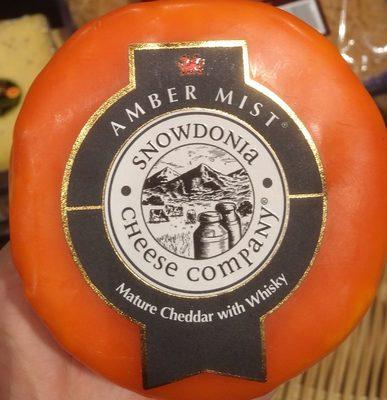 AMBER MIST®
SNOWDONIA
CHEESE COMPANY®
Mature Cheddar with Whisky